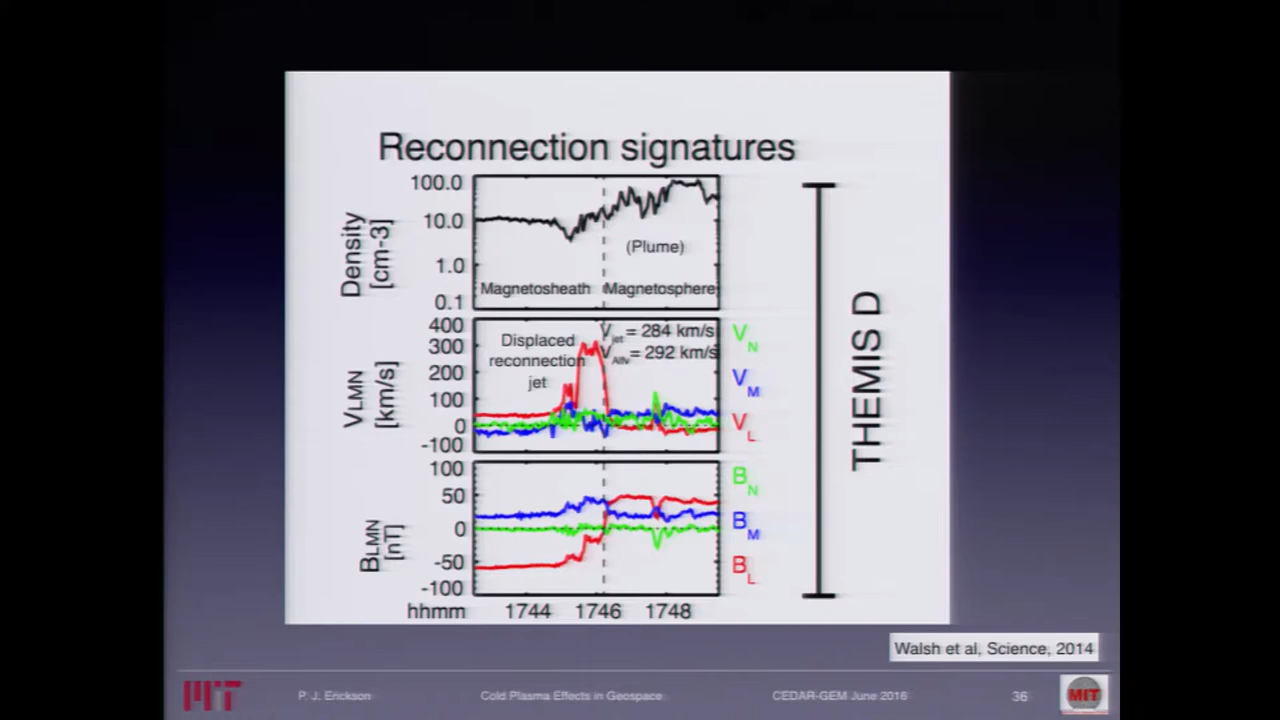 Reconnection signatures
Density
[cm-3]
100.0
10.0
1.0
0.1
(Plume)
Magnetosheath
Magnetosphere
VLMN
[km/s]
400
300
200
100
0
-100
Displaced
reconnection
jet
Vjet = 284 km/s
VAlfv = 292 km/s
VN
VM
VL
BLMN
[nT]
100
50
0
-50
-100
BN
BM
BL
hhmm
1744
1746
1748
THEMIS D
Walsh et al, Science, 2014
MIT
P. J. Erickson
Cold Plasma Effects in Geospace
CEDAR-GEM June 2016
36
MIT